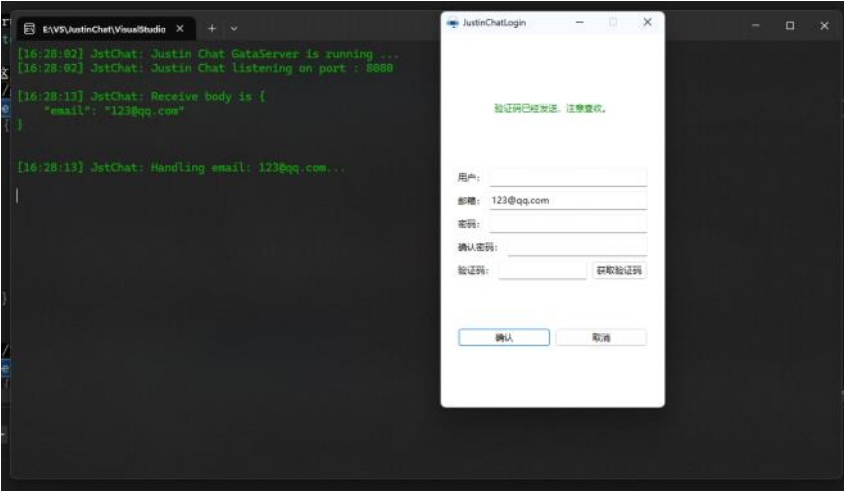 E:\VS\JustinChat\VisualStudio
[16:28:02] JstChat: Justin Chat GataServer is running ...
[16:28:02] JstChat: Justin Chat listening on port : 8080
[16:28:13] JstChat: Receive body is {
"email": "123@qq.com"
}
[16:28:13] JstChat: Handling email: 123@qq.com...
JustinChatLogin
验证码已经发送，注意查收。
用户：
邮箱： 123@qq.com
密码：
确认密码：
验证码： 获取验证码
确认 取消